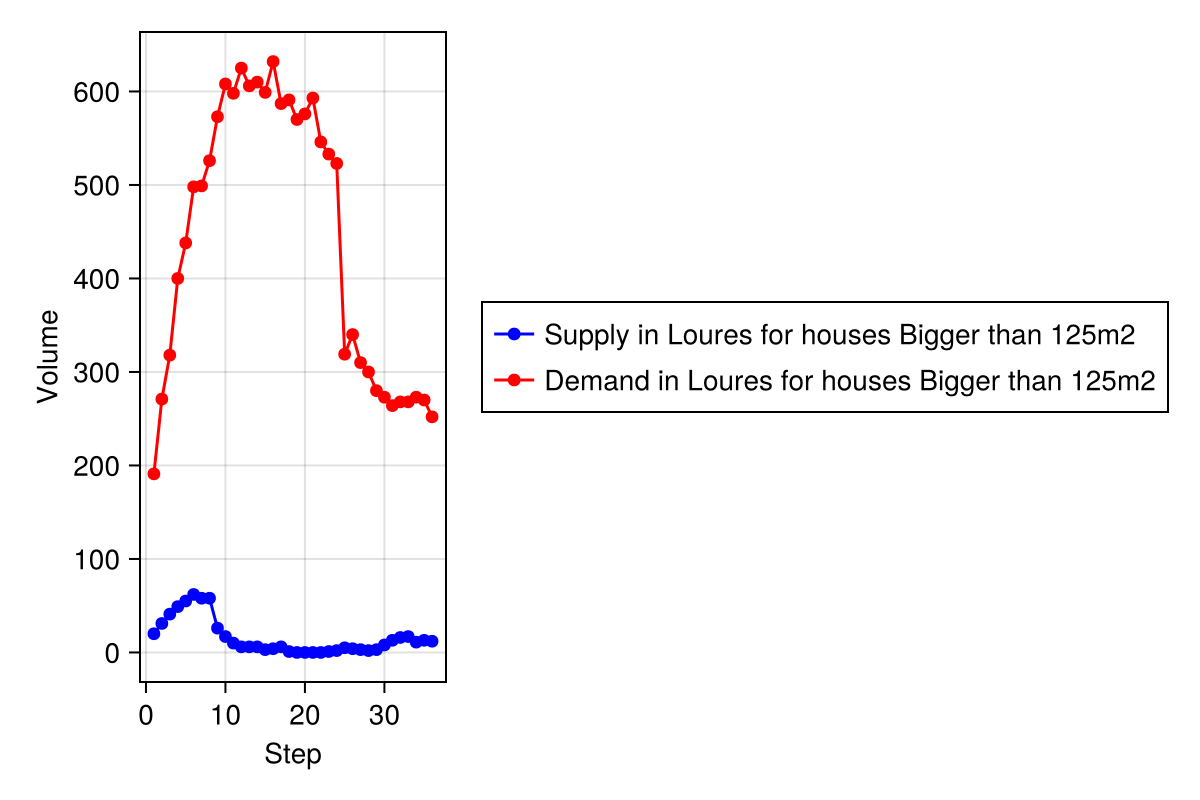 600
500
400
300
200
100
0
Volume
0 10 20 30
Step
Supply in Loures for houses Bigger than 125m2
Demand in Loures for houses Bigger than 125m2